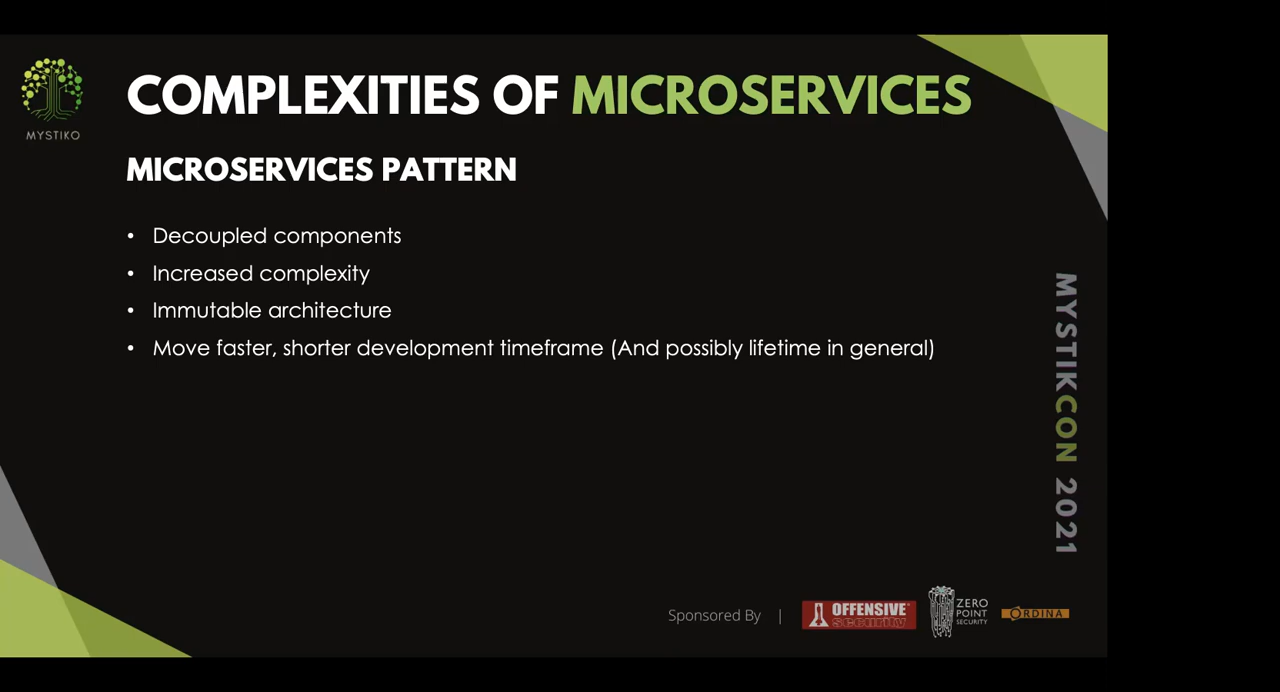 COMPLEXITIES OF MICROSERVICES
MYSTIKO
MICROSERVICES PATTERN
• Decoupled components
• Increased complexity
• Immutable architecture
• Move faster, shorter development timeframe (And possibly lifetime in general)
MYSTIKCON 2021
Sponsored By |
OFFENSIVE
security
ZERO
POINT
SECURITY
ORDINA